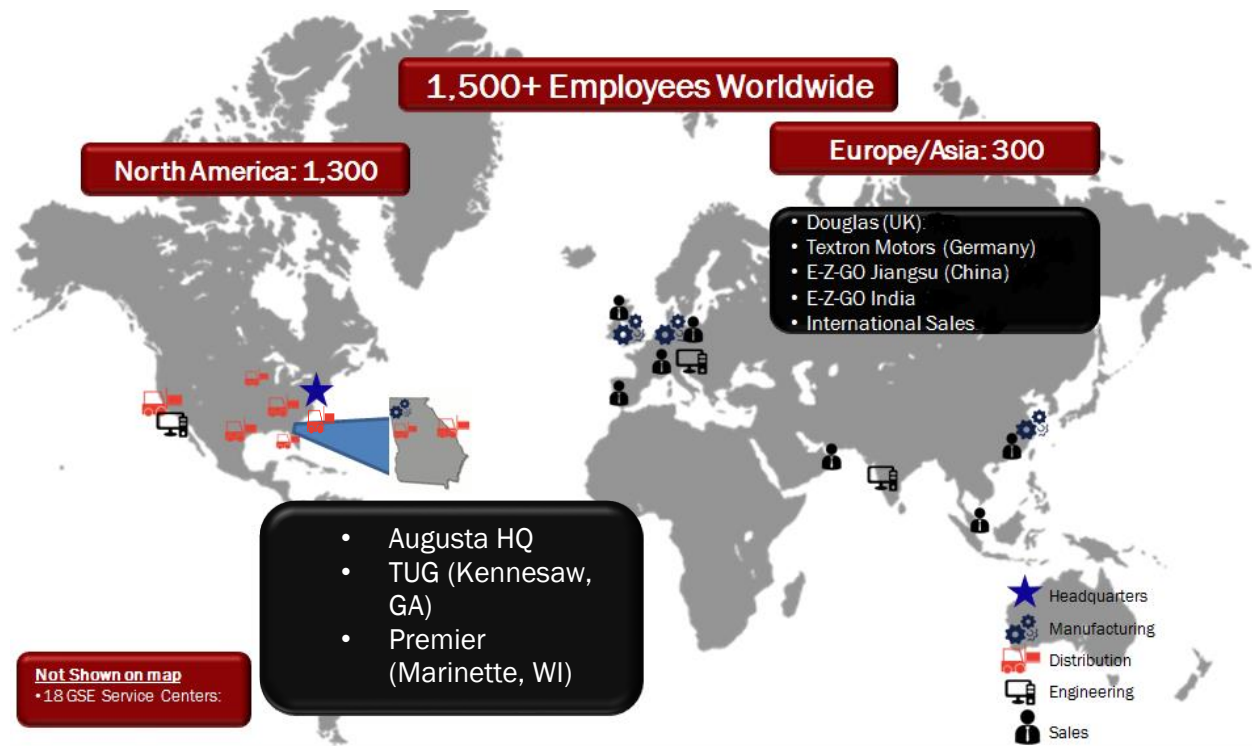 1,500+ Employees Worldwide
North America: 1,300
Europe/Asia: 300
• Douglas (UK):
• Textron Motors (Germany)
• E-Z-GO Jiangsu (China)
• E-Z-GO India
• International Sales
• Augusta HQ
• TUG (Kennesaw,
GA)
• Premier
(Marinette, WI)
Not Shown on map
• 18 GSE Service Centers:
Headquarters
Manufacturing
Distribution
Engineering
Sales